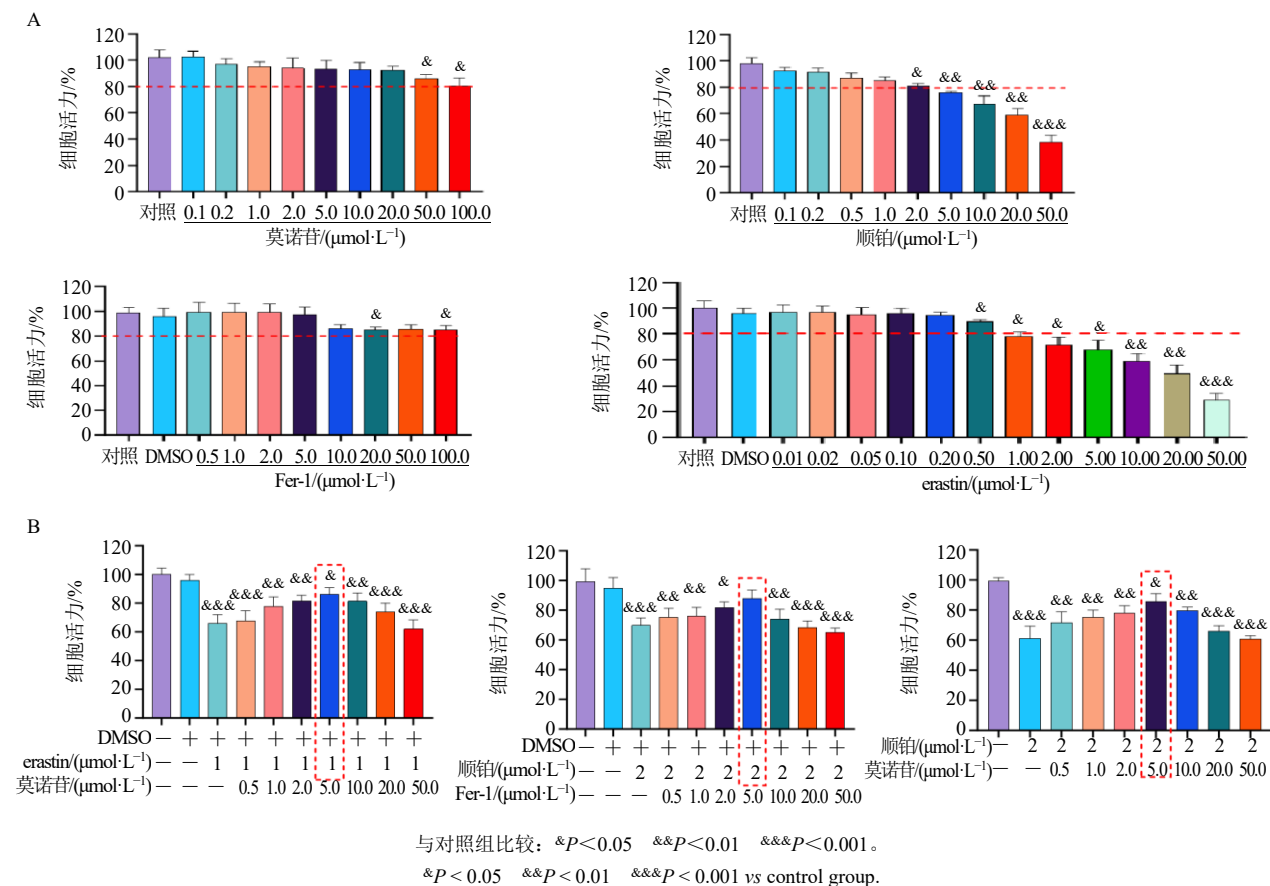 A
120
100
80
60
40
20
0
细胞活力/%
& &
对照 0.1 0.2 1.0 2.0 5.0 10.0 20.0 50.0 100.0
莫诺苷/(μmol·L⁻¹)
120
100
80
60
40
20
0
细胞活力/%
& && && && &&&
对照 0.1 0.2 0.5 1.0 2.0 5.0 10.0 20.0 50.0
顺铂/(μmol·L⁻¹)
120
100
80
60
40
20
0
细胞活力/%
& &
对照 DMSO 0.5 1.0 2.0 5.0 10.0 20.0 50.0 100.0
Fer-1/(μmol·L⁻¹)
120
100
80
60
40
20
0
细胞活力/%
& & & & && && &&&
对照 DMSO 0.01 0.02 0.05 0.10 0.20 0.50 1.00 2.00 5.00 10.00 20.00 50.00
erastin/(μmol·L⁻¹)
B
120
100
80
60
40
20
0
细胞活力/%
&&& &&& && && & && &&& &&&
DMSO — + + + + + + + + +
erastin/(μmol·L⁻¹) — — 1 1 1 1 1 1 1 1
莫诺苷/(μmol·L⁻¹) — — — 0.5 1.0 2.0 5.0 10.0 20.0 50.0
120
100
80
60
40
20
0
细胞活力/%
&&& && && & && &&& &&&
DMSO — + + + + + + + + +
顺铂/(μmol·L⁻¹) — — 2 2 2 2 2 2 2 2
Fer-1/(μmol·L⁻¹) — — — 0.5 1.0 2.0 5.0 10.0 20.0 50.0
120
100
80
60
40
20
0
细胞活力/%
&&& &&& && && & && &&& &&&
顺铂/(μmol·L⁻¹) — 2 2 2 2 2 2 2 2
莫诺苷/(μmol·L⁻¹) — — 0.5 1.0 2.0 5.0 10.0 20.0 50.0
与对照组比较：&P＜0.05 &&P＜0.01 &&&P＜0.001。
&P < 0.05 &&P < 0.01 &&&P < 0.001 vs control group.